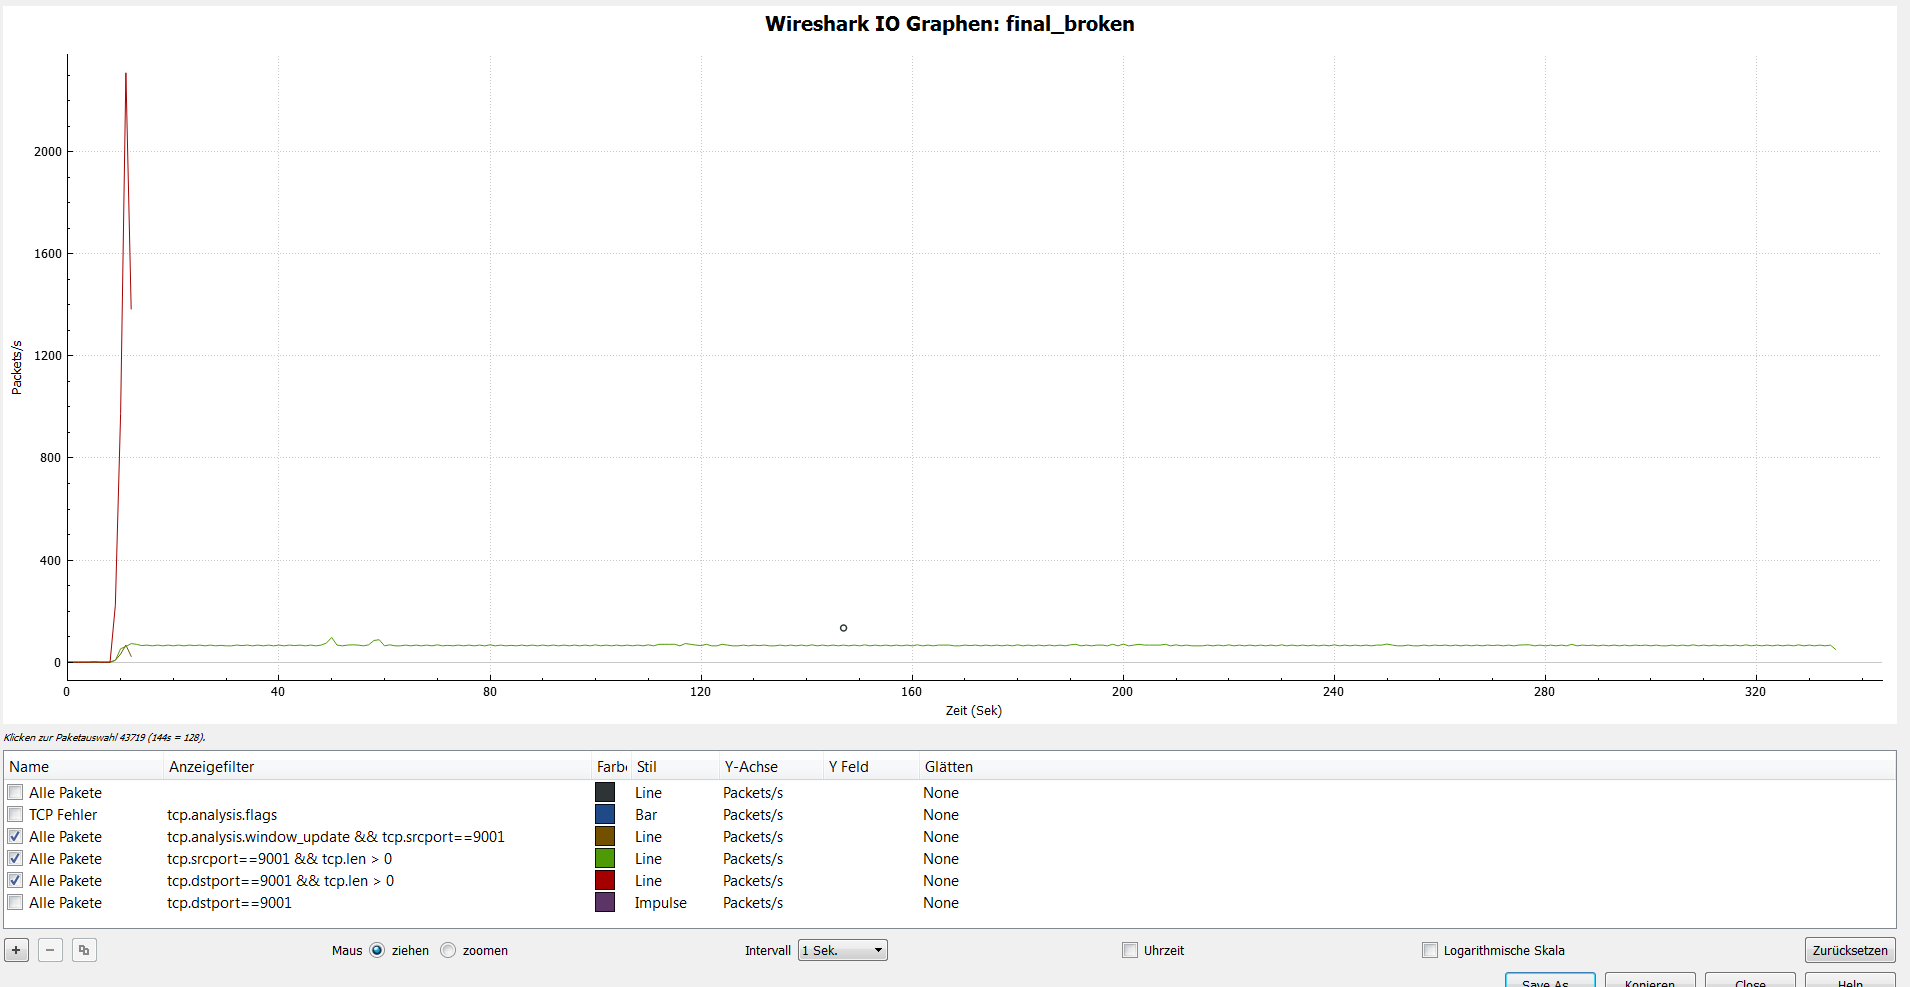 Wireshark IO Graphen: final_broken
2000
1600
1200
800
400
0
Packets/s
0 40 80 120 160 200 240 280 320
Zeit (Sek)
Klicken zur Paketauswahl 43719 (144s = 128).
Name Anzeigefilter Farb Stil Y-Achse Y Feld Glätten
Alle Pakete Line Packets/s None
TCP Fehler tcp.analysis.flags Bar Packets/s None
Alle Pakete tcp.analysis.window_update && tcp.srcport==9001 Line Packets/s None
Alle Pakete tcp.srcport==9001 && tcp.len > 0 Line Packets/s None
Alle Pakete tcp.dstport==9001 && tcp.len > 0 Line Packets/s None
Alle Pakete tcp.dstport==9001 Impulse Packets/s None
+ − Maus ziehen zoomen Intervall 1 Sek. Uhrzeit Logarithmische Skala Zurücksetzen
Save As Kopieren Close Help